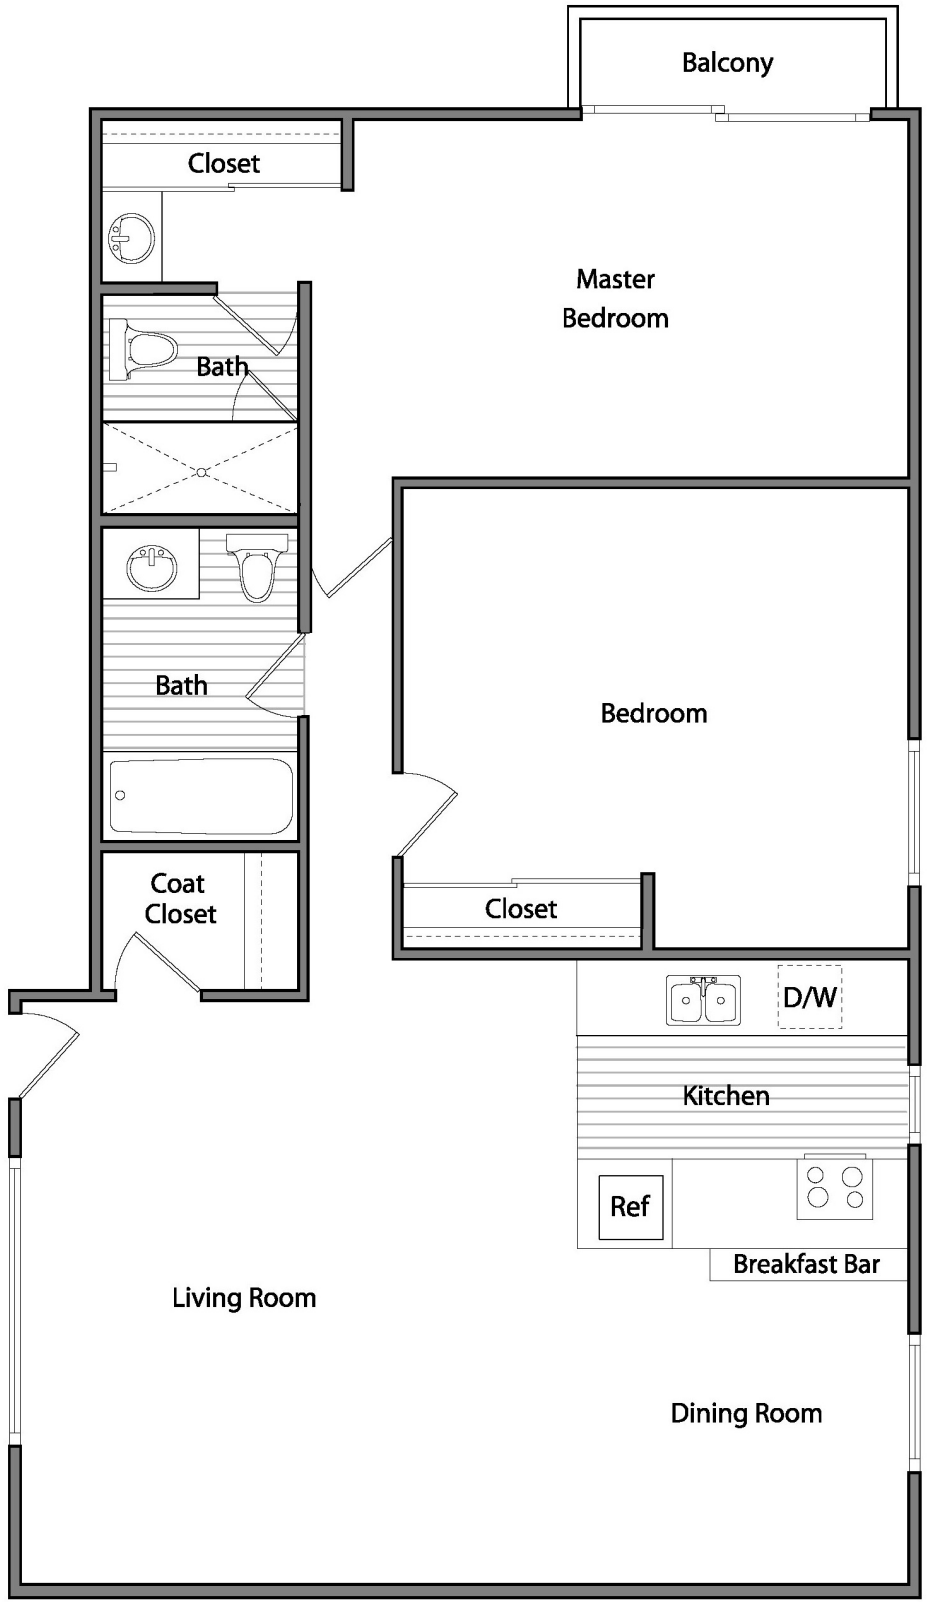 Balcony
Closet
Master
Bedroom
Bath
Bath
Bedroom
Coat
Closet
Closet
D/W
Kitchen
Ref
Breakfast Bar
Living Room
Dining Room